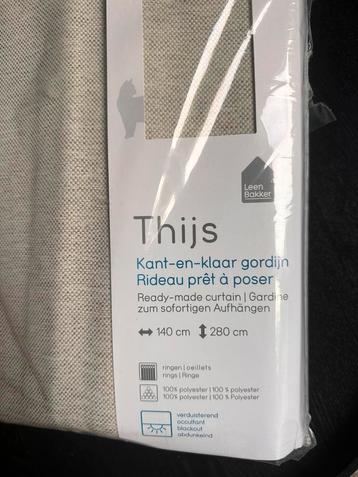 Leen
Bakker
Thijs
Kant-en-klaar gordijn
Rideau prêt à poser
Ready-made curtain | Gardine
zum sofortigen Aufhängen
140 cm 280 cm
ringen | oeillets
rings | Ringe
100% polyester | 100 % polyester
100% polyester | 100 % Polyester
verduisterend
occultant
blackout
abdunkelnd